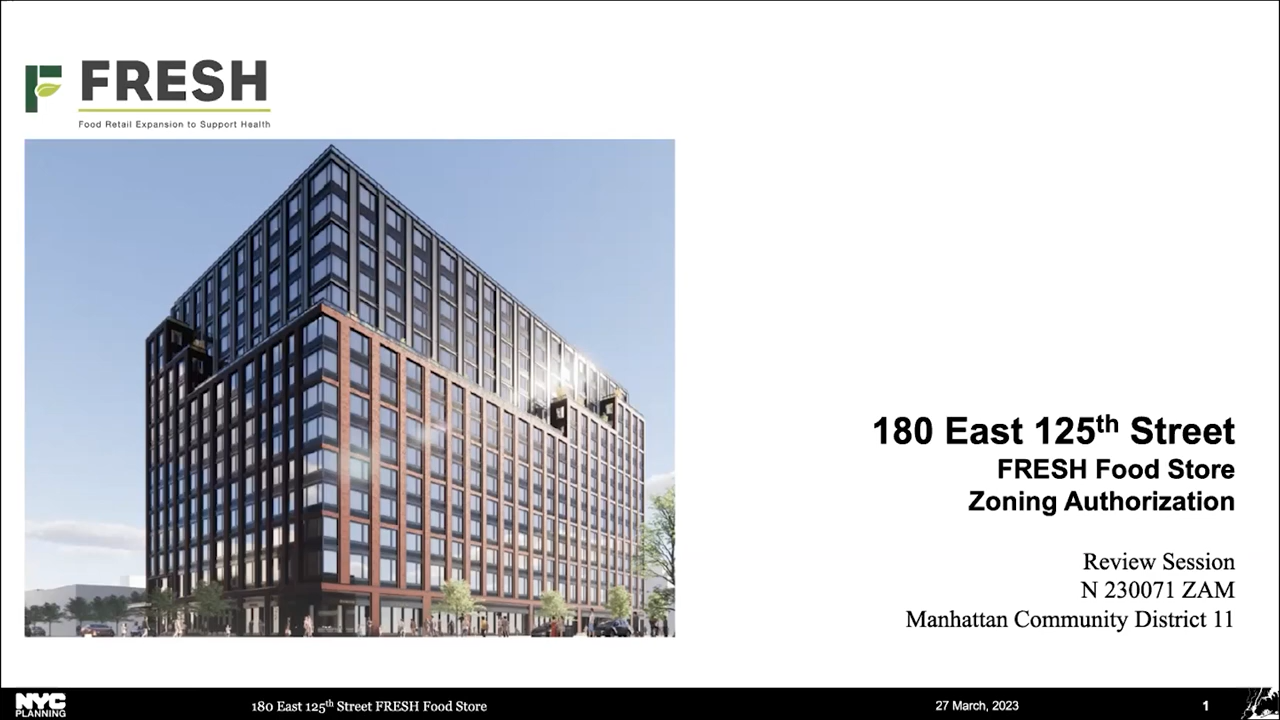 FRESH
Food Retail Expansion to Support Health
180 East 125th Street
FRESH Food Store
Zoning Authorization
Review Session
N 230071 ZAM
Manhattan Community District 11
NYC
PLANNING
180 East 125th Street FRESH Food Store
27 March, 2023
1